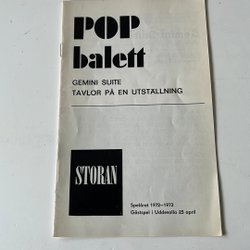 POP
balett
GEMINI SUITE
TAVLOR PÅ EN UTSTÄLLNING
STORAN
Spelåret 1972-1973
Gästspel i Uddevalla 25 april